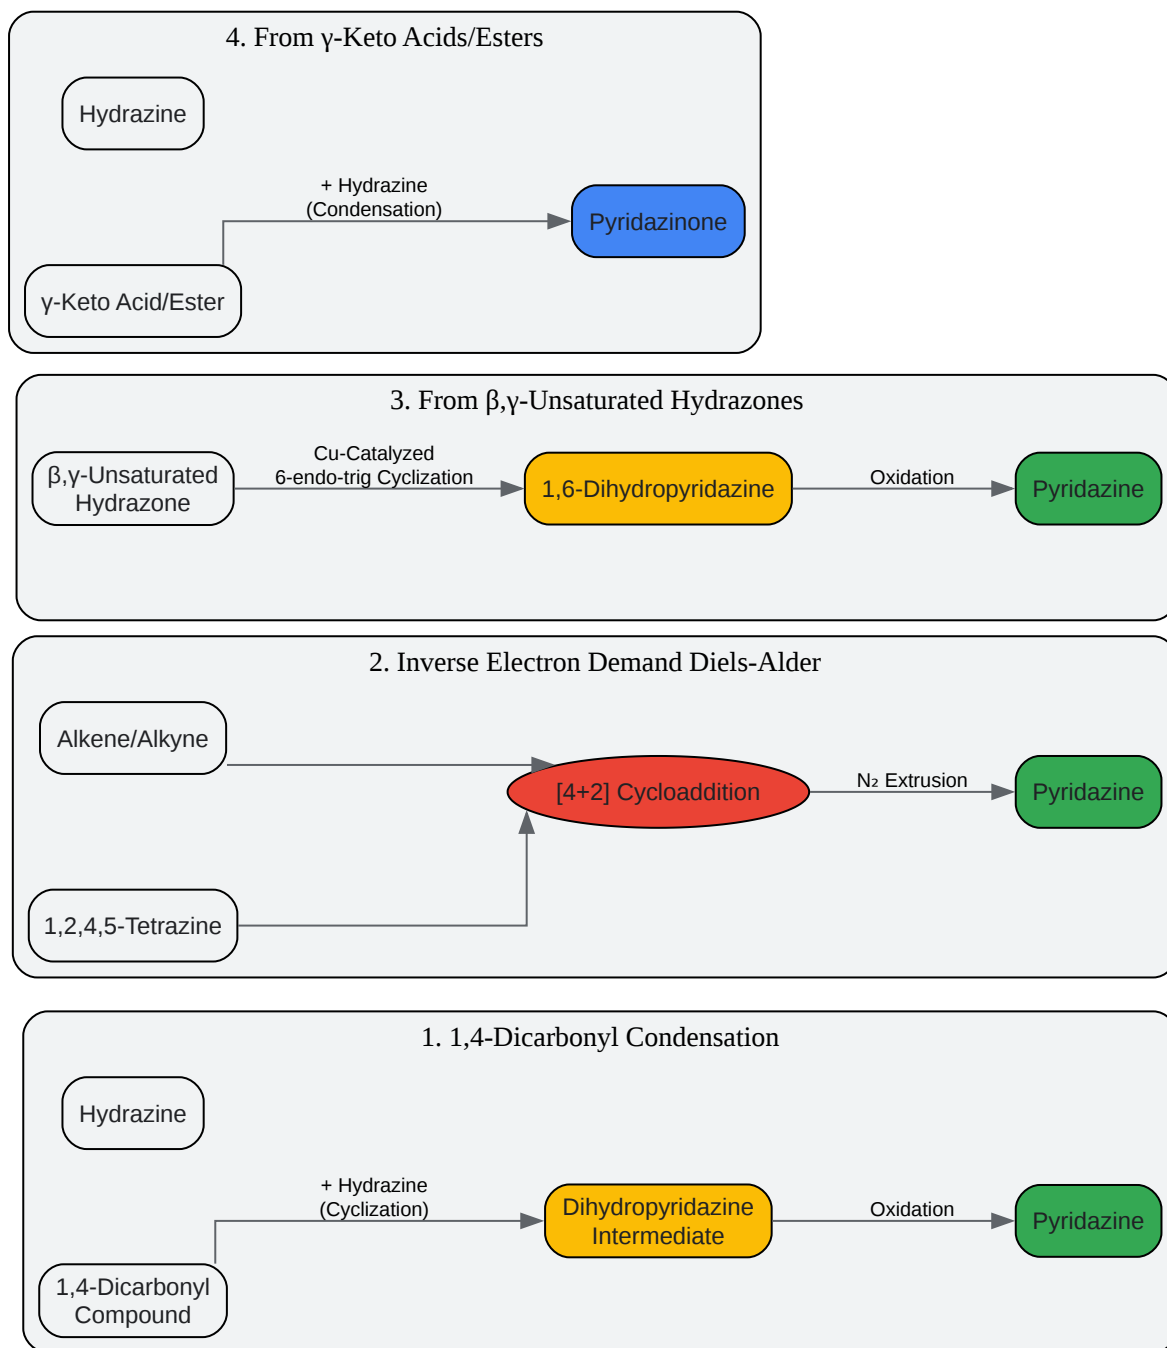 4. From γ-Keto Acids/Esters
Hydrazine
+ Hydrazine
(Condensation)
Pyridazinone
γ-Keto Acid/Ester
3. From β,γ-Unsaturated Hydrazones
β,γ-Unsaturated
Hydrazone
Cu-Catalyzed
6-endo-trig Cyclization
1,6-Dihydropyridazine
Oxidation
Pyridazine
2. Inverse Electron Demand Diels-Alder
Alkene/Alkyne
[4+2] Cycloaddition
N₂ Extrusion
Pyridazine
1,2,4,5-Tetrazine
1. 1,4-Dicarbonyl Condensation
Hydrazine
+ Hydrazine
(Cyclization)
Dihydropyridazine
Intermediate
Oxidation
Pyridazine
1,4-Dicarbonyl
Compound